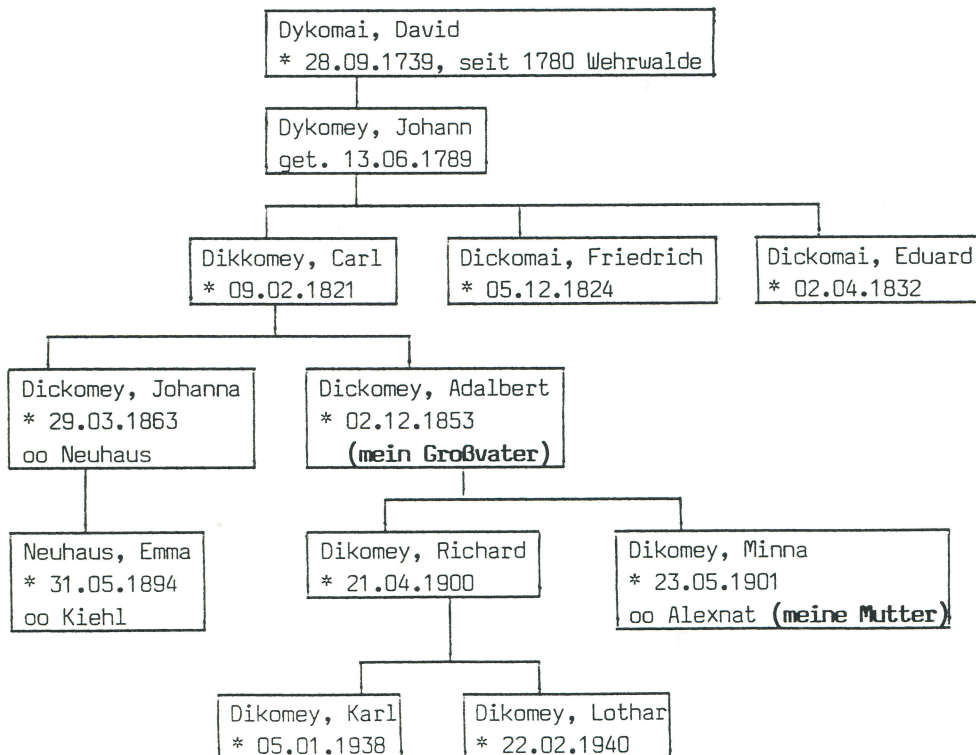 Dykomai, David
* 28.09.1739, seit 1780 Wehrwalde
Dykomey, Johann
get. 13.06.1789
Dikkomey, Carl
* 09.02.1821
Dickomai, Friedrich
* 05.12.1824
Dickomai, Eduard
* 02.04.1832
Dickomey, Johanna
* 29.03.1863
oo Neuhaus
Dickomey, Adalbert
* 02.12.1853
(mein Großvater)
Neuhaus, Emma
* 31.05.1894
oo Kiehl
Dikomey, Richard
* 21.04.1900
Dikomey, Minna
* 23.05.1901
oo Alexnat (meine Mutter)
Dikomey, Karl
* 05.01.1938
Dikomey, Lothar
* 22.02.1940